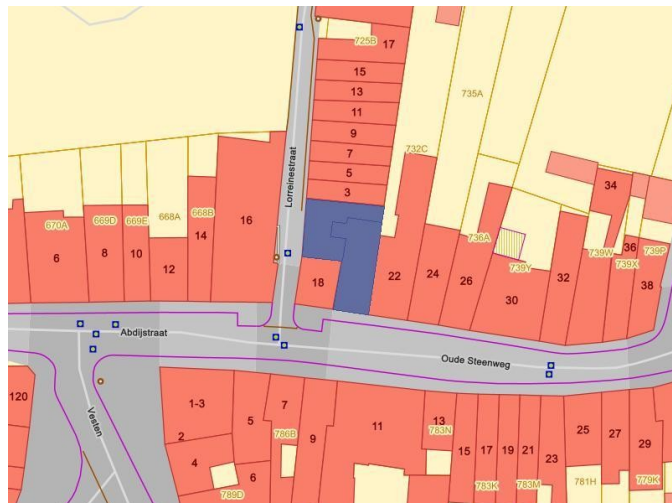 725B
17
15
13
11
9
7
5
3
735A
732C
Lorreinestraat
670A
6
669D
8
669E
10
668A
12
668B
14
16
18
22
24
736A
26
739Y
30
32
739W
34
739X
36
739P
38
Abdijstraat
Oude Steenweg
Vesten
120
1-3
2
4
5
6
789D
7
786B
9
11
13
783N
15
17
783K
19
21
783M
23
25
781H
27
29
779K